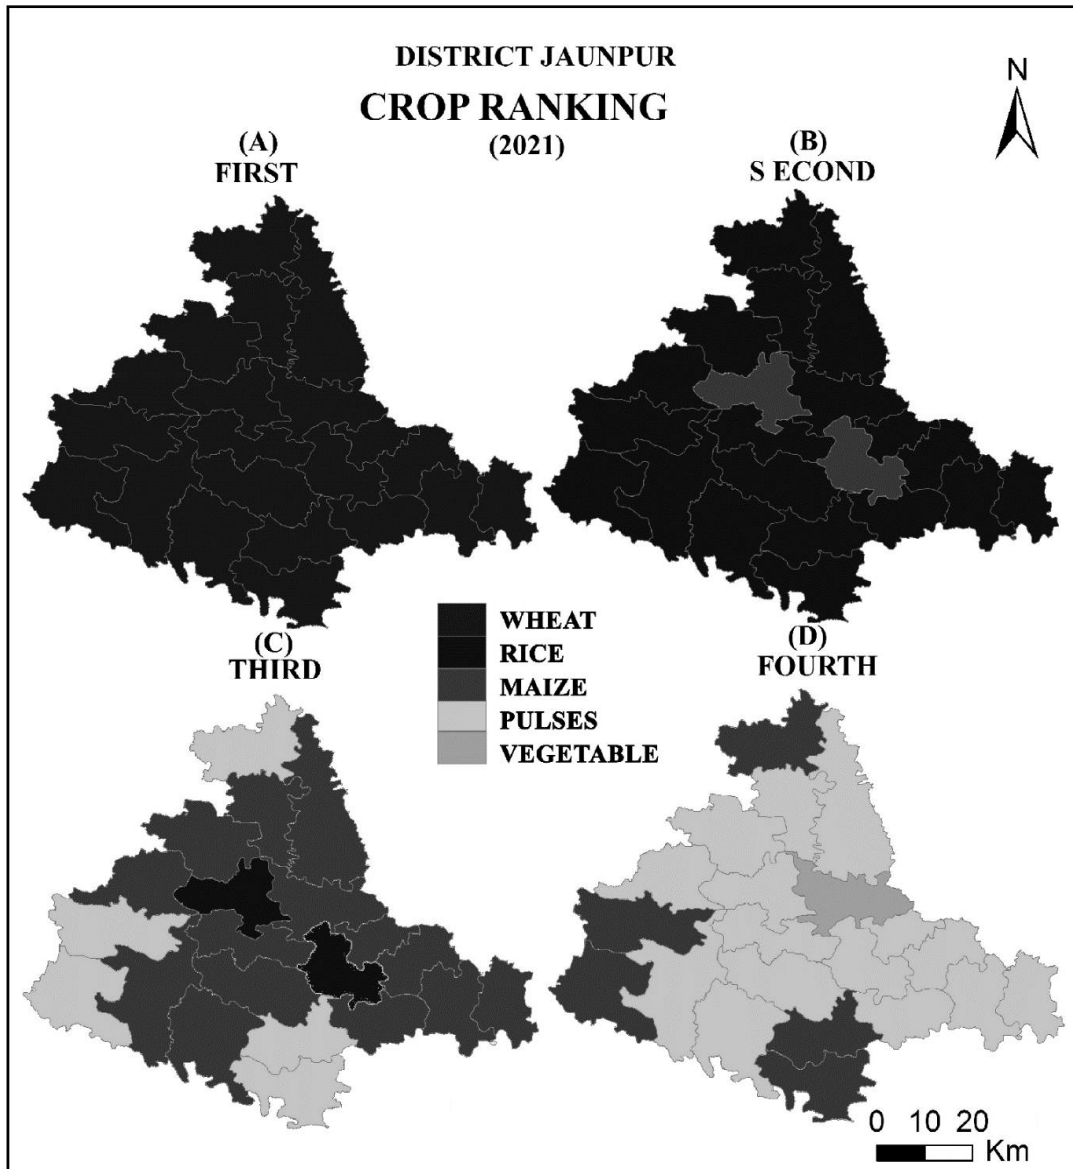 DISTRICT JAUNPUR
CROP RANKING
(2021)
N
(A)
FIRST
(B)
S ECOND
WHEAT
RICE
MAIZE
PULSES
VEGETABLE
(C)
THIRD
(D)
FOURTH
0 10 20
Km